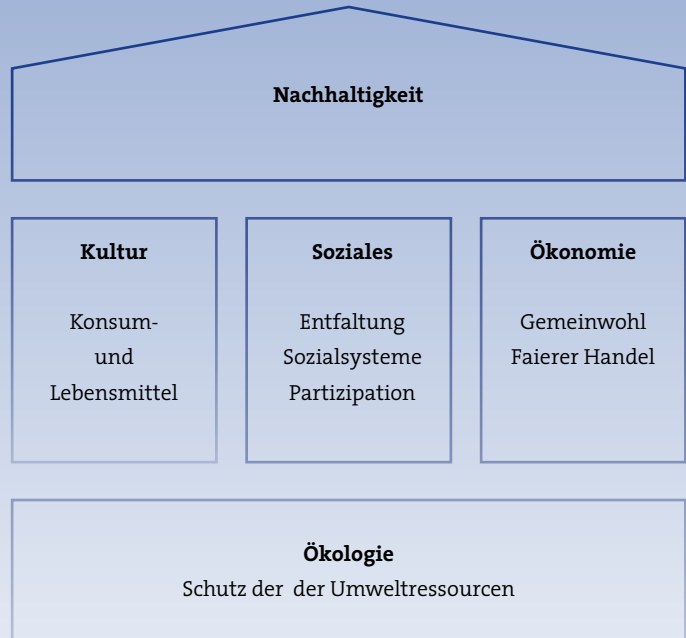 Nachhaltigkeit
Kultur
Konsum-
und
Lebensmittel
Soziales
Entfaltung
Sozialsysteme
Partizipation
Ökonomie
Gemeinwohl
Faierer Handel
Ökologie
Schutz der  der Umweltressourcen